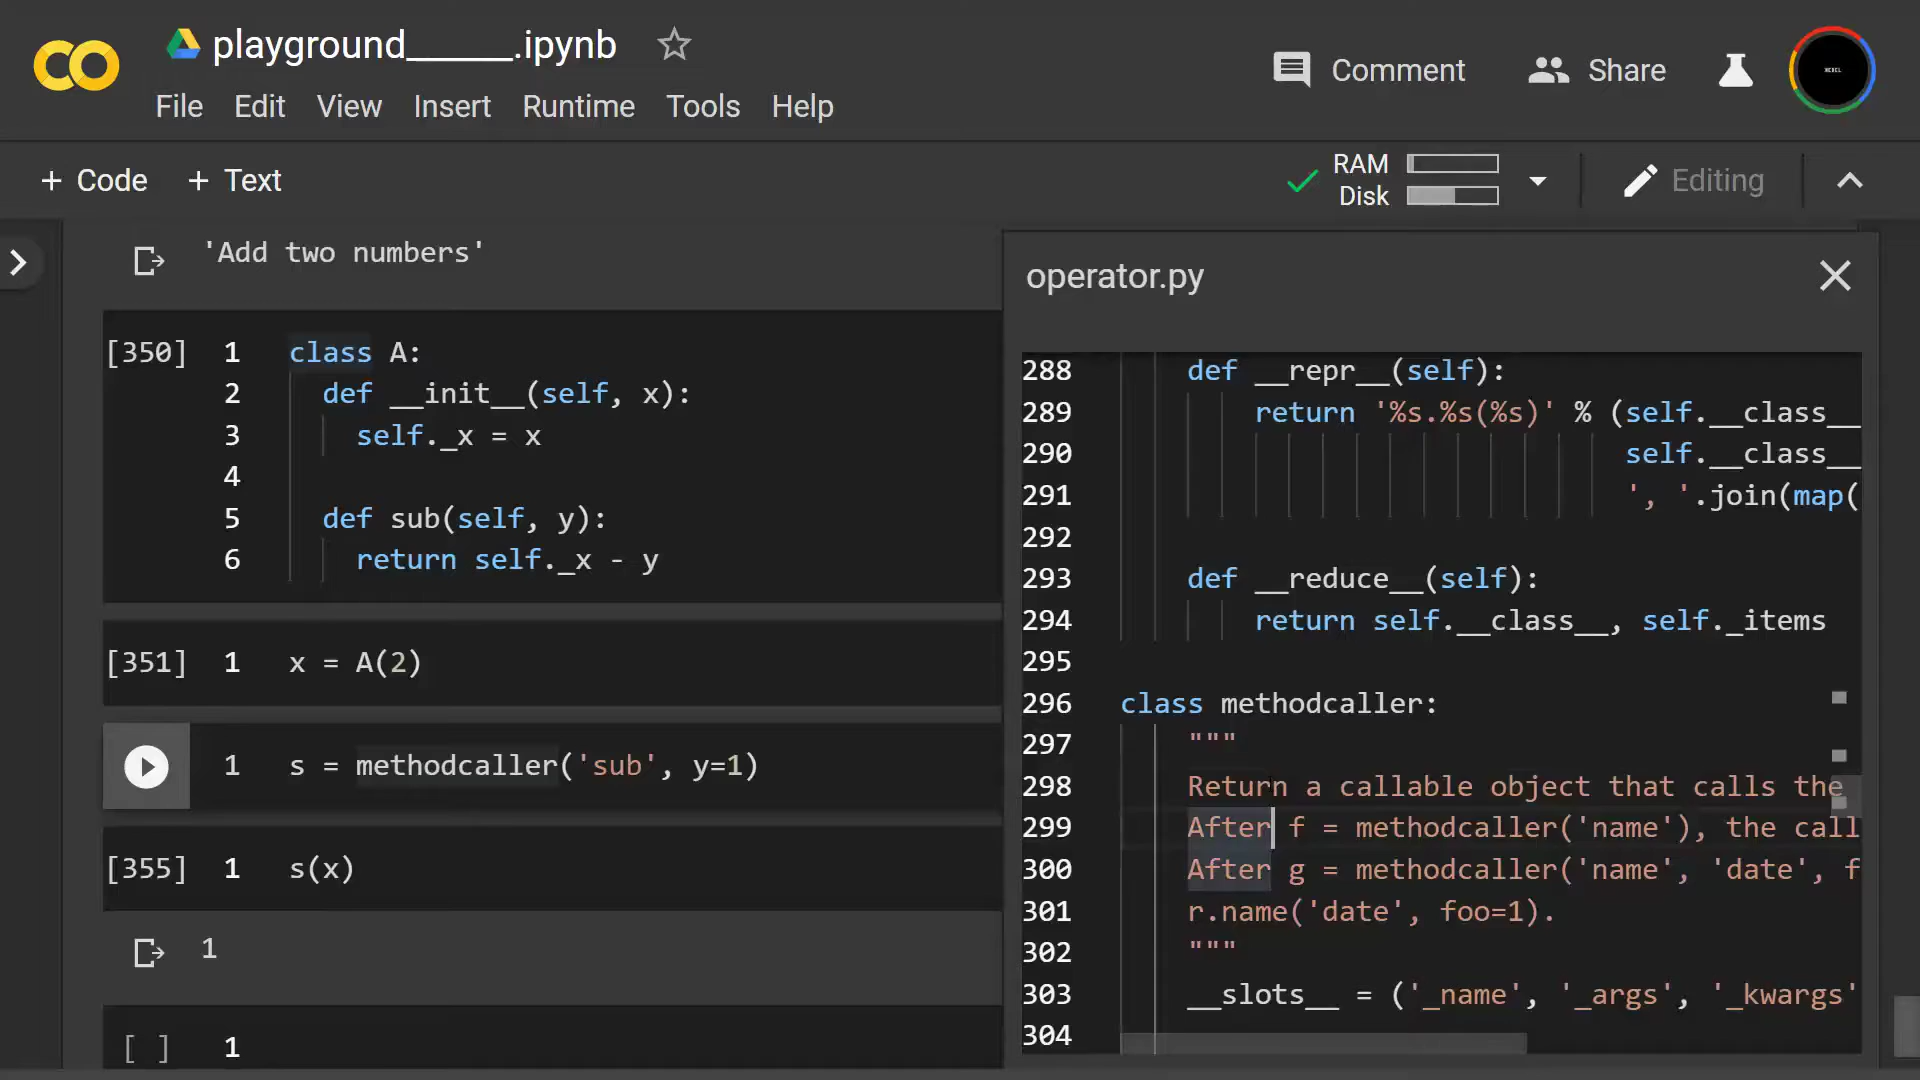 playground______.ipynb
Comment
Share
File Edit View Insert Runtime Tools Help
+ Code + Text
RAM
Disk
Editing
'Add two numbers'
[350] 1 class A:
2 def __init__(self, x):
3 self._x = x
4
5 def sub(self, y):
6 return self._x - y
[351] 1 x = A(2)
1 s = methodcaller('sub', y=1)
[355] 1 s(x)
1
[ ] 1
operator.py
288 def __repr__(self):
289 return '%s.%s(%s)' % (self.__class__
290 self.__class__
291 ', '.join(map(
292
293 def __reduce__(self):
294 return self.__class__, self._items
295
296 class methodcaller:
297 """
298 Return a callable object that calls the
299 After f = methodcaller('name'), the call
300 After g = methodcaller('name', 'date', f
301 r.name('date', foo=1).
302 """
303 __slots__ = ('_name', '_args', '_kwargs'
304